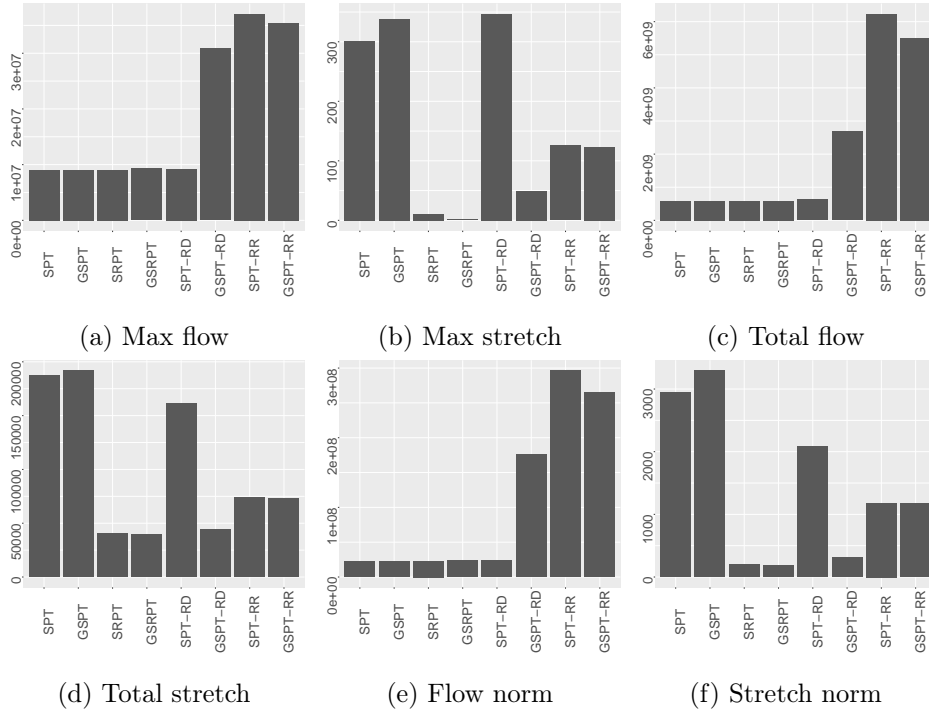 0e+00 1e+07 2e+07 3e+07
SPT GSPT SRPT GSRPT SPT−RD GSPT−RD SPT−RR GSPT−RR
(a) Max flow
0 100 200 300
SPT GSPT SRPT GSRPT SPT−RD GSPT−RD SPT−RR GSPT−RR
(b) Max stretch
0e+00 2e+09 4e+09 6e+09
SPT GSPT SRPT GSRPT SPT−RD GSPT−RD SPT−RR GSPT−RR
(c) Total flow
0 50000 100000 150000 200000
SPT GSPT SRPT GSRPT SPT−RD GSPT−RD SPT−RR GSPT−RR
(d) Total stretch
0e+00 1e+08 2e+08 3e+08
SPT GSPT SRPT GSRPT SPT−RD GSPT−RD SPT−RR GSPT−RR
(e) Flow norm
0 1000 2000 3000
SPT GSPT SRPT GSRPT SPT−RD GSPT−RD SPT−RR GSPT−RR
(f) Stretch norm